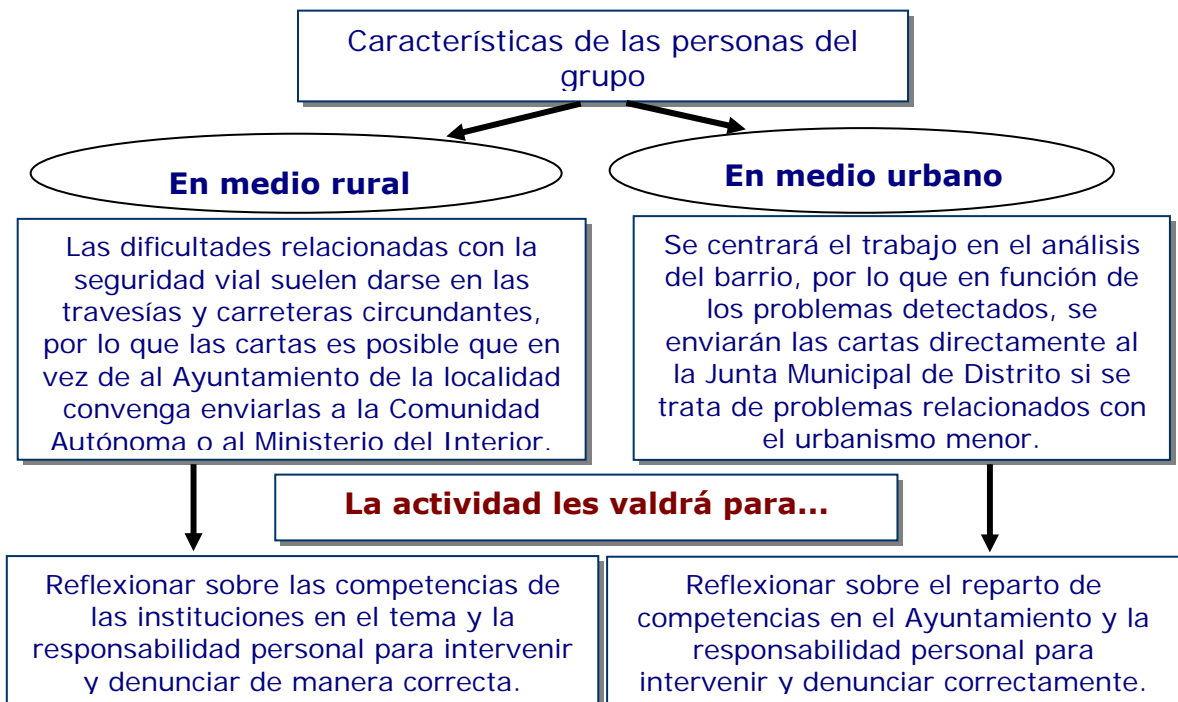 Características de las personas del
grupo
En medio rural
En medio urbano
Las dificultades relacionadas con la
seguridad vial suelen darse en las
travesías y carreteras circundantes,
por lo que las cartas es posible que en
vez de al Ayuntamiento de la localidad
convenga enviarlas a la Comunidad
Autónoma o al Ministerio del Interior.
Se centrará el trabajo en el análisis
del barrio, por lo que en función de
los problemas detectados, se
enviarán las cartas directamente al
la Junta Municipal de Distrito si se
trata de problemas relacionados con
el urbanismo menor.
La actividad les valdrá para...
Reflexionar sobre las competencias de
las instituciones en el tema y la
responsabilidad personal para intervenir
y denunciar de manera correcta.
Reflexionar sobre el reparto de
competencias en el Ayuntamiento y la
responsabilidad personal para
intervenir y denunciar correctamente.